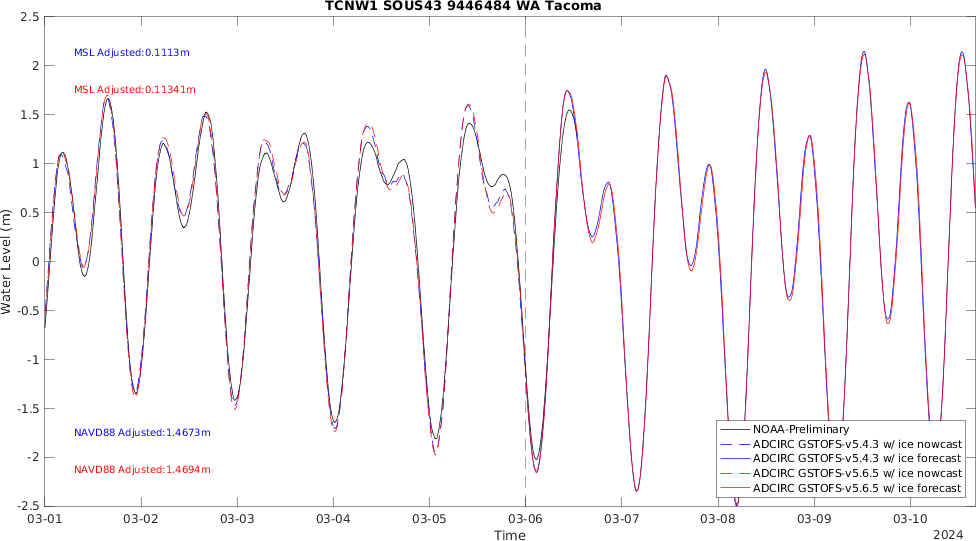 TCNW1 SOUS43 9446484 WA Tacoma
2.5
2
1.5
1
0.5
0
-0.5
-1
-1.5
-2
-2.5
Water Level (m)
MSL Adjusted:0.1113m
MSL Adjusted:0.11341m
NAVD88 Adjusted:1.4673m
NAVD88 Adjusted:1.4694m
NOAA-Preliminary
ADCIRC GSTOFS-v5.4.3 w/ ice nowcast
ADCIRC GSTOFS-v5.4.3 w/ ice forecast
ADCIRC GSTOFS-v5.6.5 w/ ice nowcast
ADCIRC GSTOFS-v5.6.5 w/ ice forecast
03-01 03-02 03-03 03-04 03-05 03-06 03-07 03-08 03-09 03-10
Time
2024